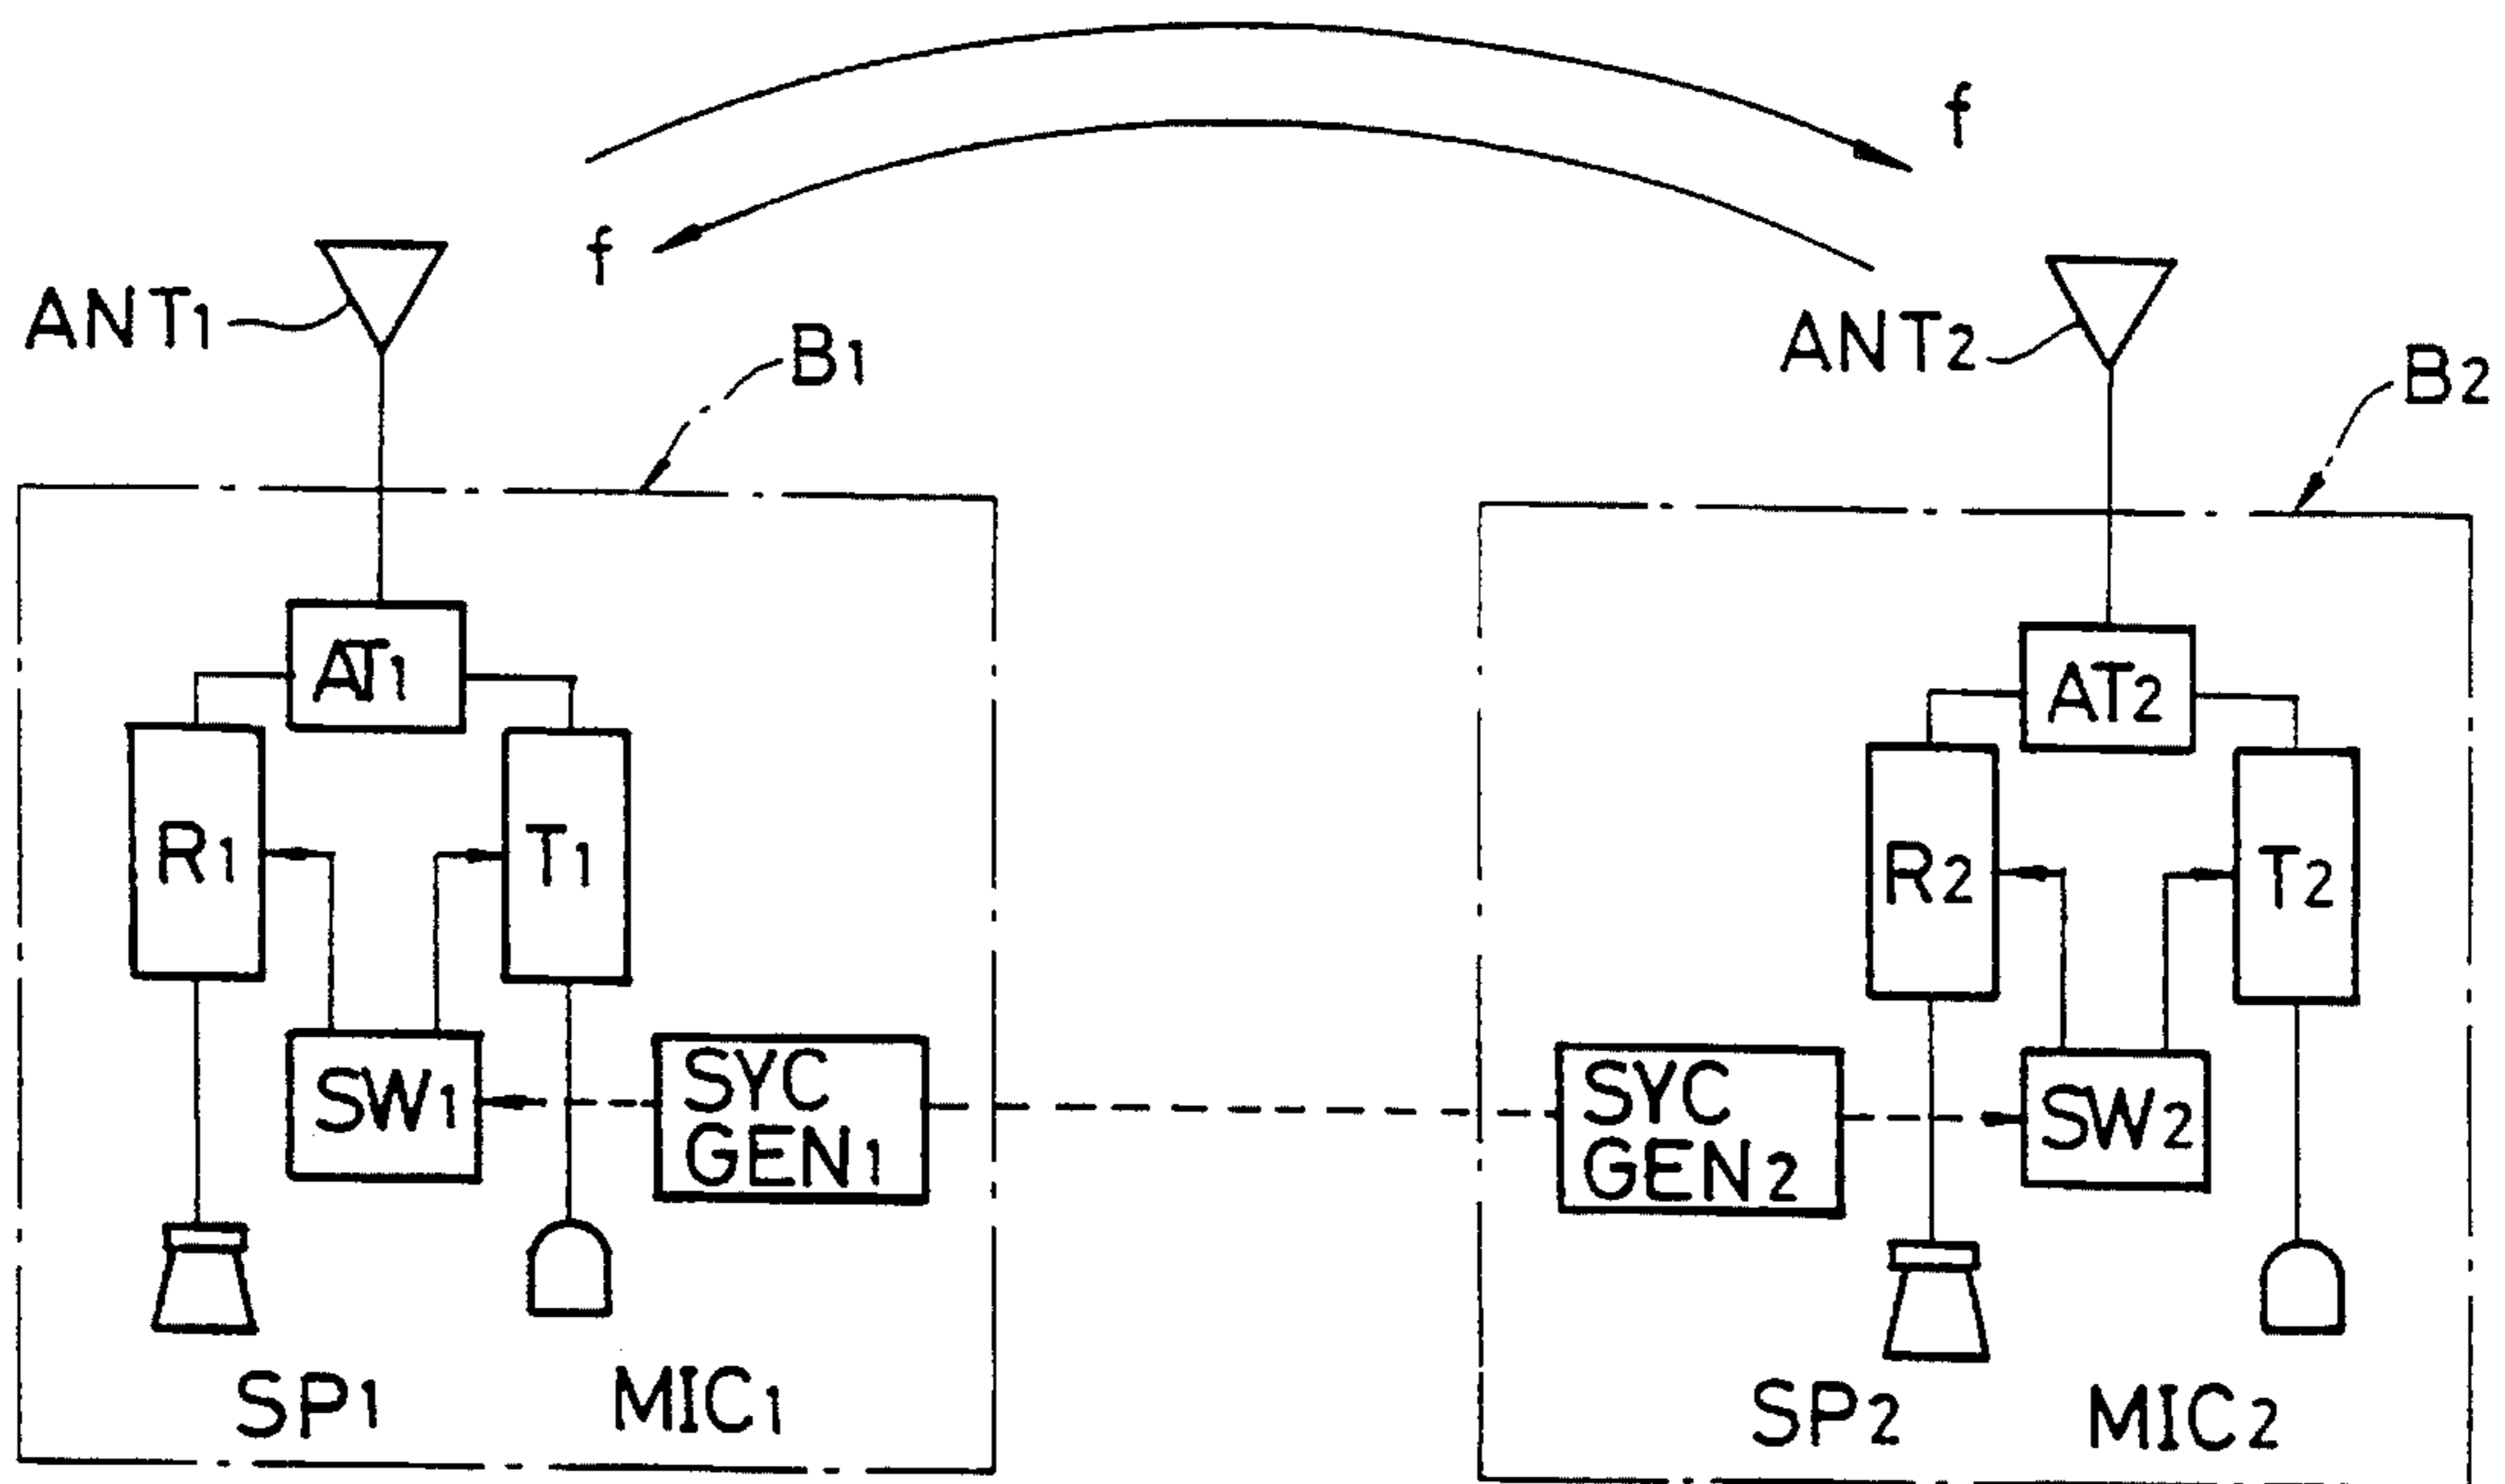 f
f
ANT1
B1
ANT2
B2
AT1
AT2
R1
T1
R2
T2
SW1
SYC
GEN1
SYC
GEN2
SW2
SP1
MIC1
SP2
MIC2